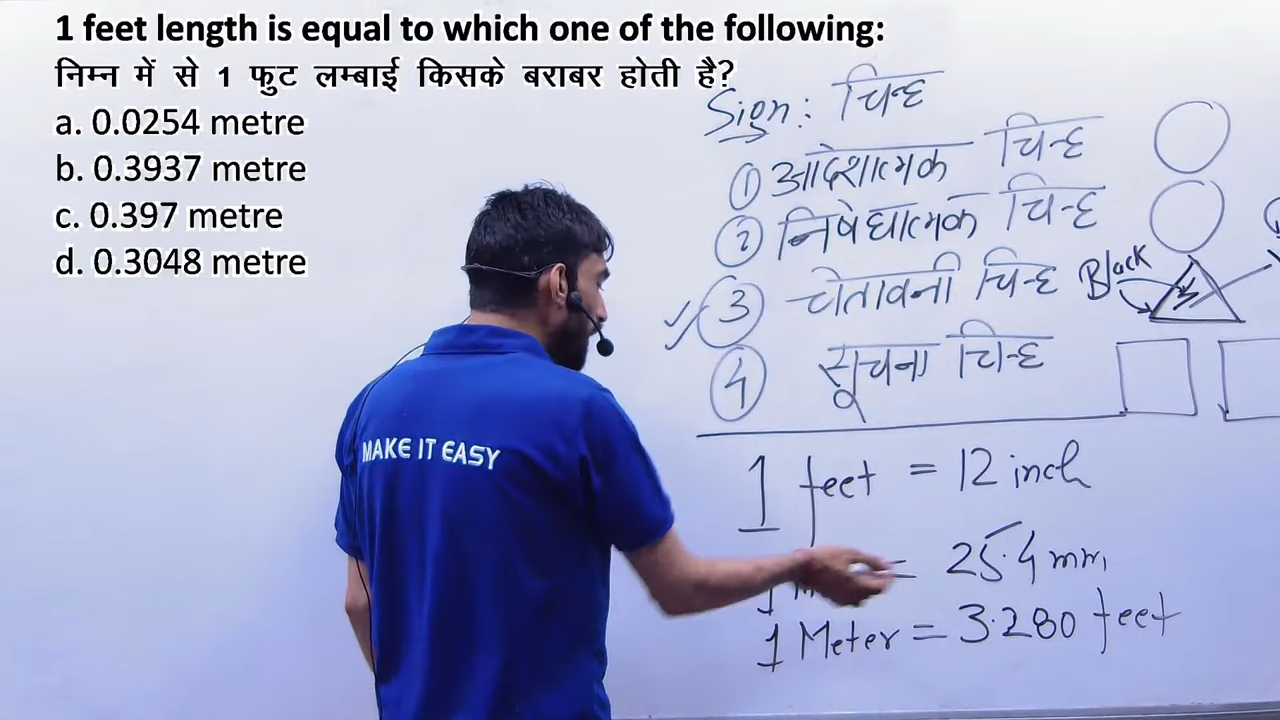 1 feet length is equal to which one of the following:
निम्न में से 1 फुट लम्बाई किसके बराबर होती है?
a. 0.0254 metre
b. 0.3937 metre
c. 0.397 metre
d. 0.3048 metre
Sign: चिन्ह
① आदेशात्मक चिन्ह
② निषेधात्मक चिन्ह
③ चेतावनी चिन्ह
Black
④ सूचना चिन्ह
MAKE IT EASY
1 feet = 12 inch
1 = 25.4 mm
1 Meter = 3.280 feet